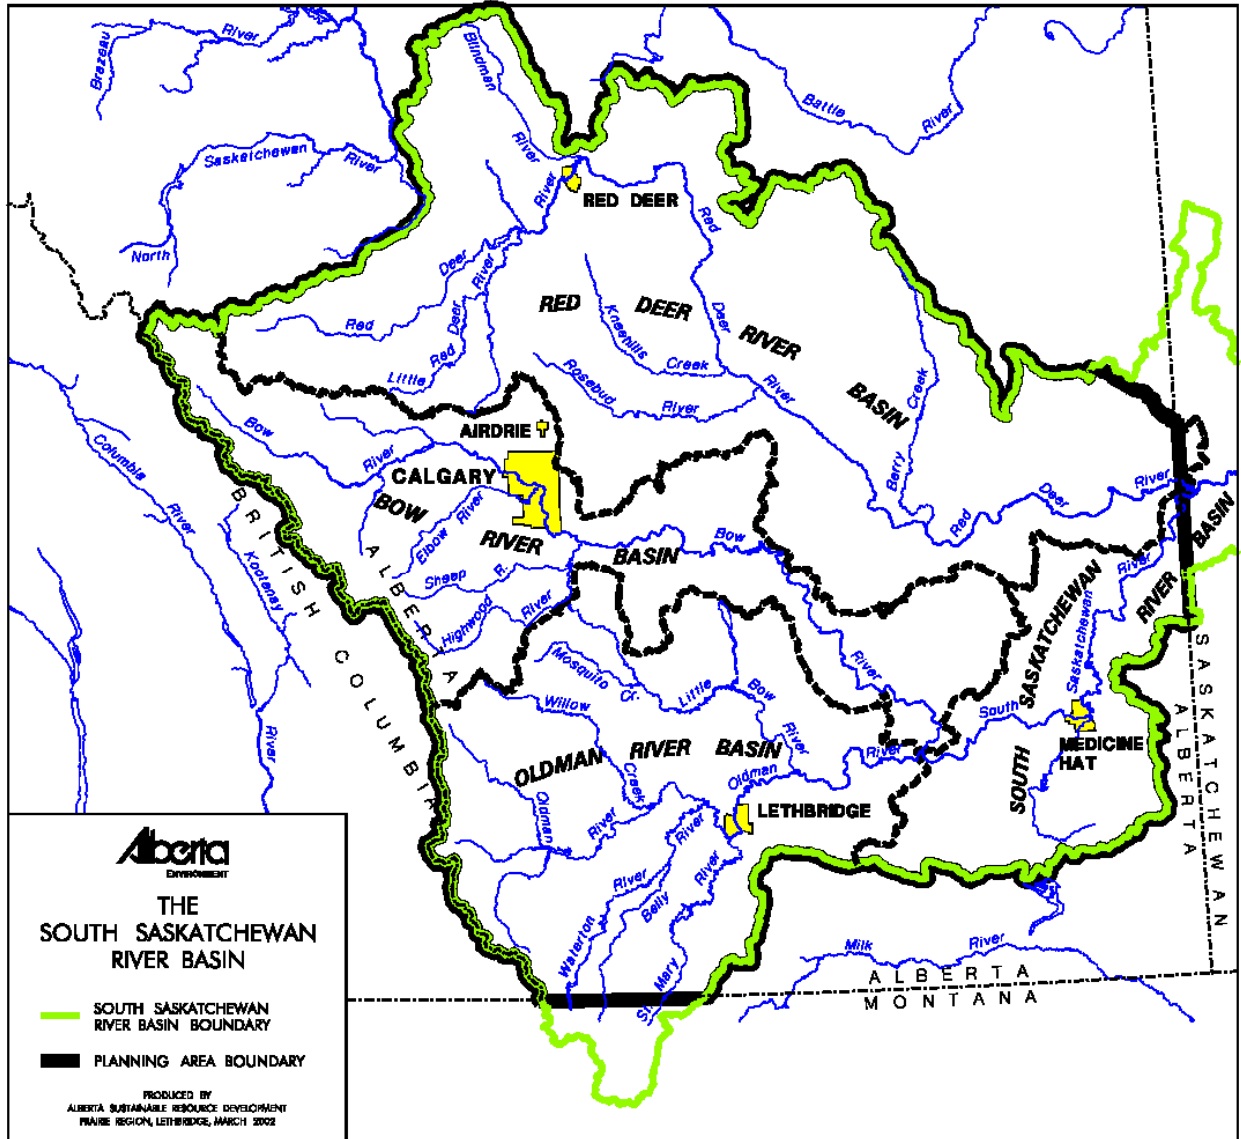 Brazeau
River
Blindman
River
Battle
River
Saskatchewan
River
North
River
RED DEER
Red
Deer
River
Deer
Red
River
Deer
Red
Little
RED DEER RIVER BASIN
Kneehills
Creek
Rosebud
River
River
Berry Creek
Red
Deer
River
Bow
River
AIRDRIE
CALGARY
BOW RIVER BASIN
Elbow River
Sheep R.
Highwood River
Bow
River
Columbia
River
Kootenay
River
BRITISH COLUMBIA
ALBERTA
Mosquito Cr.
Little
Bow
River
Willow
Creek
OLDMAN RIVER BASIN
Oldman
River
Oldman
River
LETHBRIDGE
River
Waterton
River
Belly
River
St. Mary
South
Saskatchewan
River
MEDICINE
HAT
SOUTH SASKATCHEWAN RIVER BASIN
SASKATCHEWAN
ALBERTA
Milk
River
ALBERTA
MONTANA
Alberta
ENVIRONMENT
THE
SOUTH SASKATCHEWAN
RIVER BASIN
SOUTH SASKATCHEWAN
RIVER BASIN BOUNDARY
PLANNING AREA BOUNDARY
PRODUCED BY
ALBERTA SUSTAINABLE RESOURCE DEVELOPMENT
PRAIRIE REGION, LETHBRIDGE, MARCH 2002